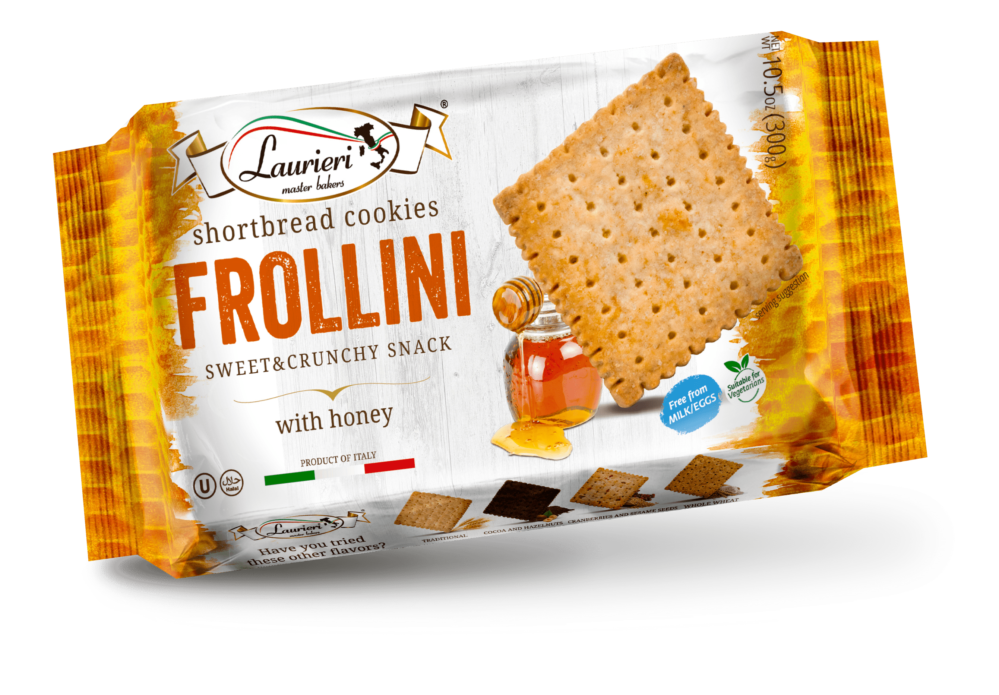 NET
WT 10.5oz (300g)
®
Laurieri
master bakers
shortbread cookies
FROLLINI
SWEET&CRUNCHY SNACK
with honey
PRODUCT OF ITALY
U
حلال
Halal
serving suggestion
Free from
MILK/EGGS
Suitable for
Vegetarians
®
Laurieri
master bakers
Have you tried
these other flavors?
TRADITIONAL
COCOA AND HAZELNUTS
CRANBERRIES AND SESAME SEEDS
WHOLE WHEAT